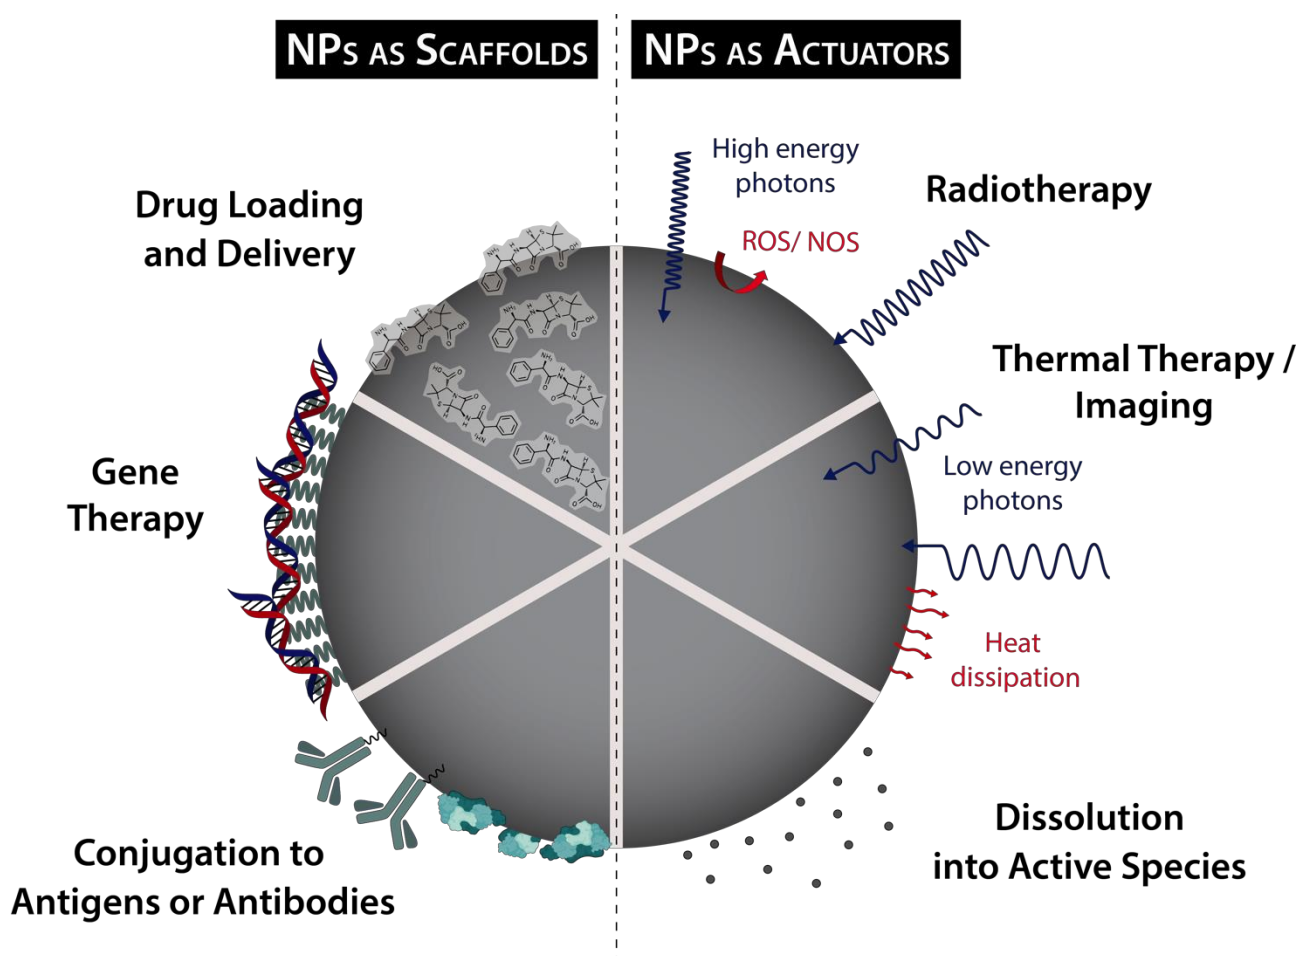 NPs as Scaffolds
NPs as Actuators
High energy
photons
Radiotherapy
ROS/ NOS
Drug Loading
and Delivery
Thermal Therapy /
Imaging
Low energy
photons
Gene
Therapy
Heat
dissipation
Conjugation to
Antigens or Antibodies
Dissolution
into Active Species